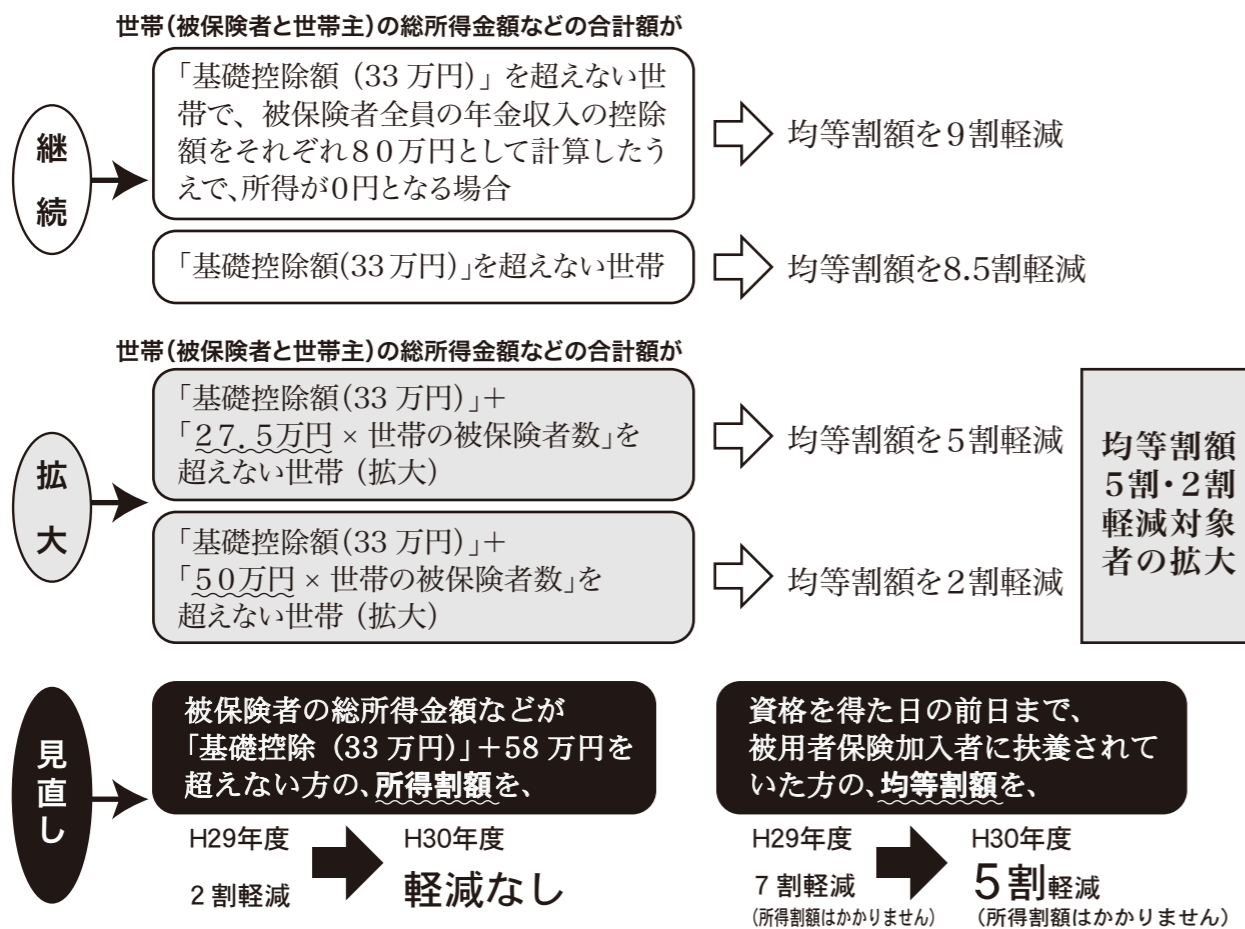 世帯(被保険者と世帯主)の総所得金額などの合計額が
継続
「基礎控除額(33万円)」を超えない世
帯で、被保険者全員の年金収入の控除
額をそれぞれ80万円として計算したう
えで、所得が0円となる場合
均等割額を9割軽減
「基礎控除額(33万円)」を超えない世帯
均等割額を8.5割軽減
世帯(被保険者と世帯主)の総所得金額などの合計額が
拡大
「基礎控除額(33万円)」+
「27.5万円×世帯の被保険者数」を
超えない世帯(拡大)
均等割額を5割軽減
「基礎控除額(33万円)」+
「50万円×世帯の被保険者数」を
超えない世帯(拡大)
均等割額を2割軽減
均等割額
5割・2割
軽減対象
者の拡大
見直し
被保険者の総所得金額などが
「基礎控除(33万円)」+58万円を
超えない方の、所得割額を、
H29年度
2割軽減
H30年度
軽減なし
資格を得た日の前日まで、
被用者保険加入者に扶養されて
いた方の、均等割額を、
H29年度
7割軽減
(所得割額はかかりません)
H30年度
5割軽減
(所得割額はかかりません)